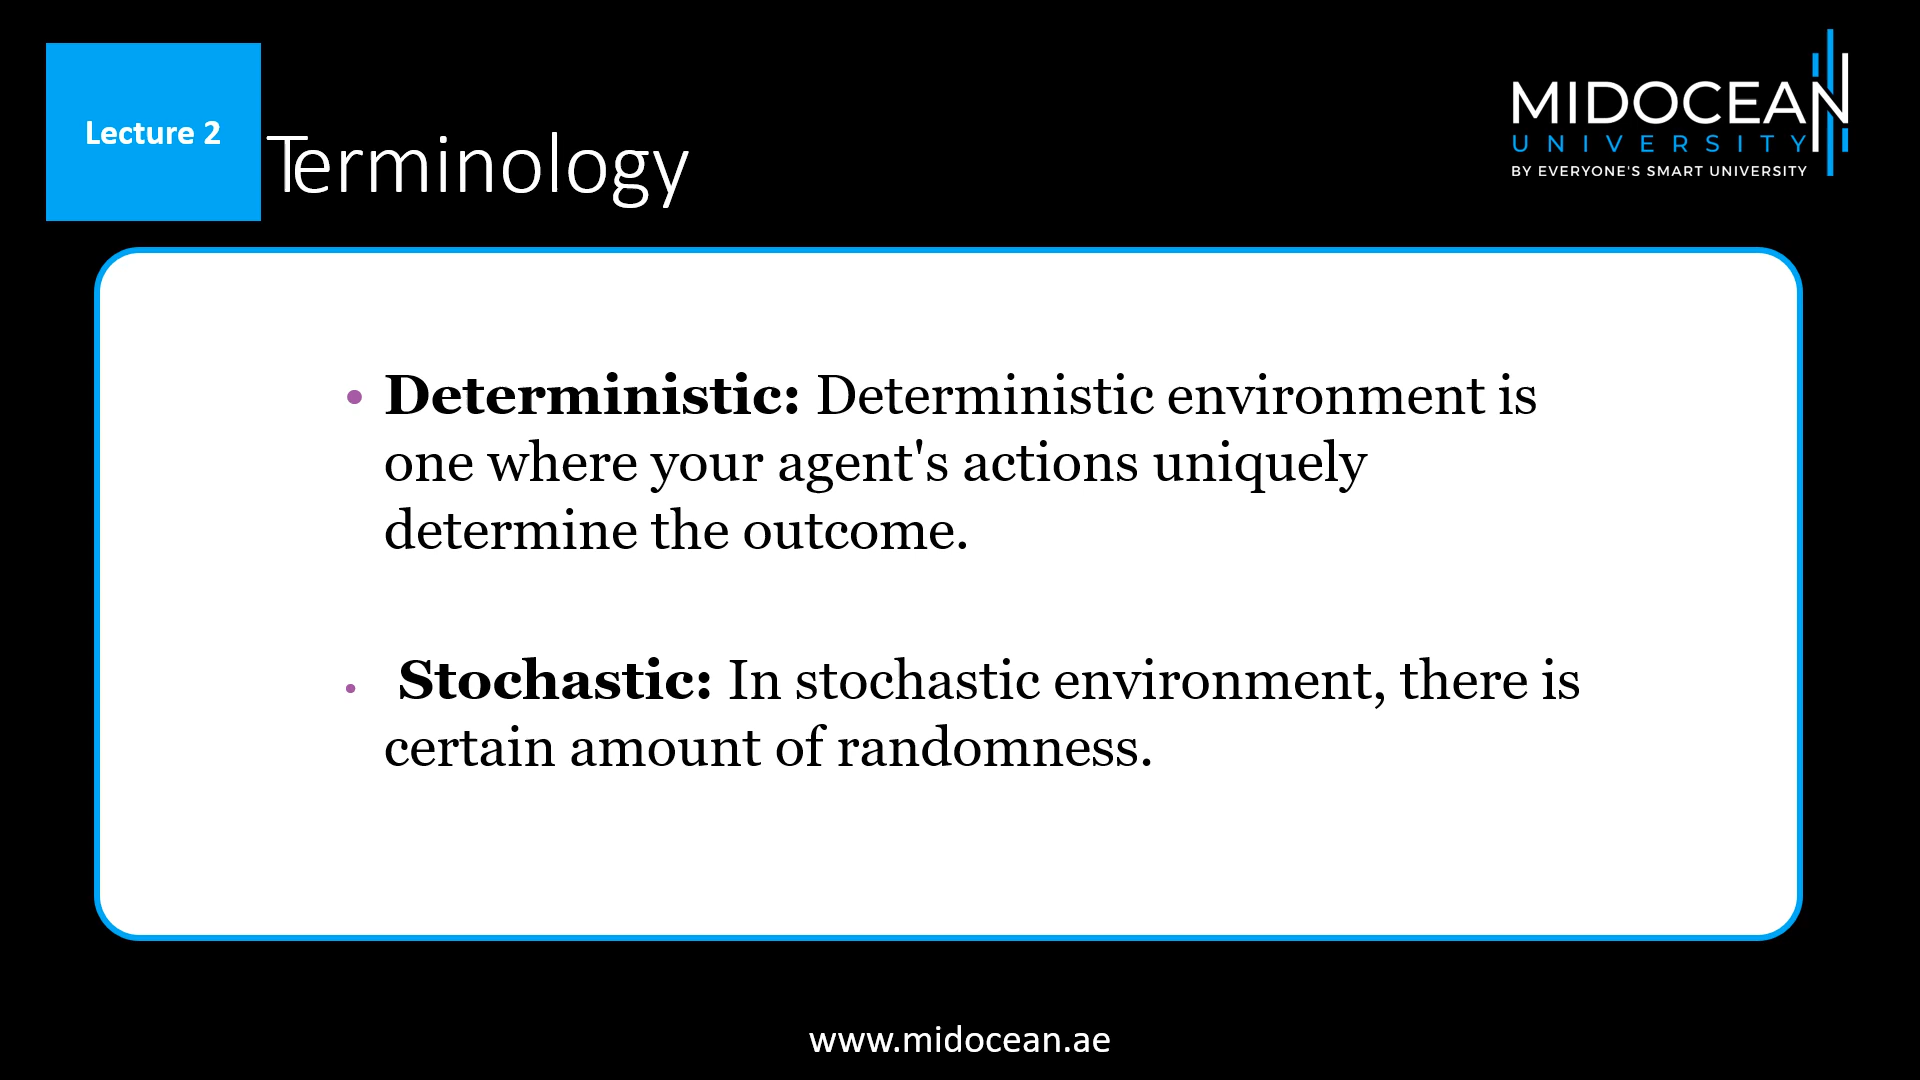 Lecture 2
Terminology
MIDOCEAN
UNIVERSITY
BY EVERYONE'S SMART UNIVERSITY
• Deterministic: Deterministic environment is
one where your agent's actions uniquely
determine the outcome.
• Stochastic: In stochastic environment, there is
certain amount of randomness.
www.midocean.ae